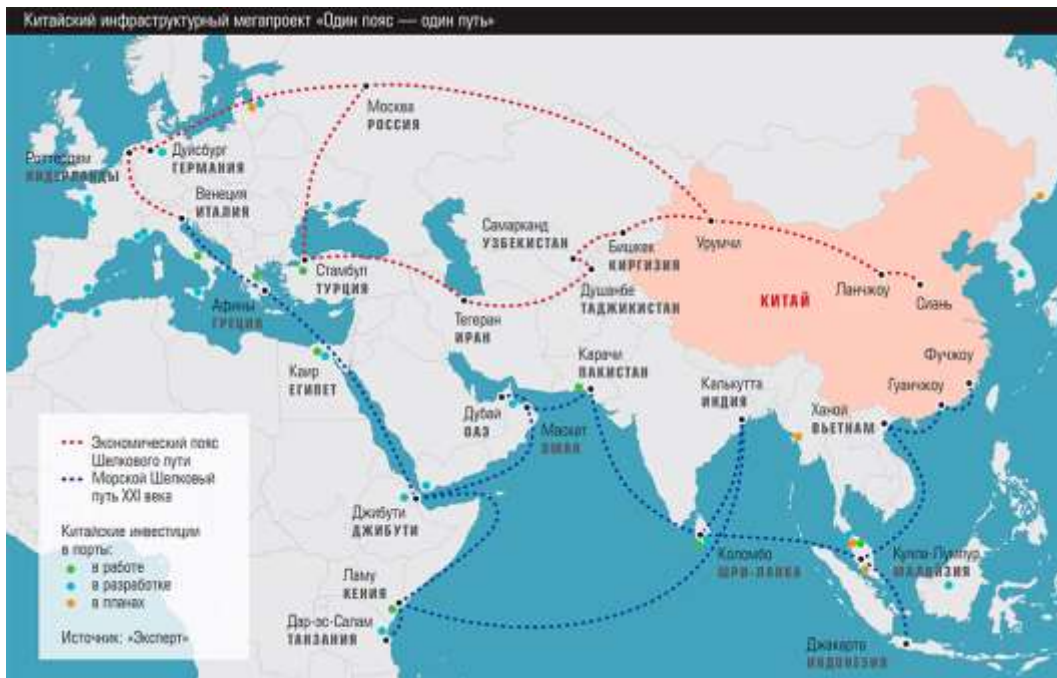 Китайский инфраструктурный мегапроект «Один пояс — один путь»
Москва
РОССИЯ
Роттердам
НИДЕРЛАНДЫ
Дуйсбург
ГЕРМАНИЯ
Венеция
ИТАЛИЯ
Самарканд
УЗБЕКИСТАН
Бишкек
КИРГИЗИЯ
Урумчи
Стамбул
ТУРЦИЯ
Душанбе
ТАДЖИКИСТАН
КИТАЙ
Ланчжоу
Сиань
Афины
ГРЕЦИЯ
Тегеран
ИРАН
Фучжоу
Каир
ЕГИПЕТ
Карачи
ПАКИСТАН
Калькутта
ИНДИЯ
Гуанчжоу
Дубай
ОАЭ
Маскат
ОМАН
Ханой
ВЬЕТНАМ
Экономический пояс
Шелкового пути
Морской Шелковый
путь XXI века
Джибути
ДЖИБУТИ
Китайские инвестиции
в порты:
в работе
в разработке
в планах
Коломбо
ШРИ-ЛАНКА
Куала-Лумпур
МАЛАЙЗИЯ
Ламу
КЕНИЯ
Дар-эс-Салам
ТАНЗАНИЯ
Источник: «Эксперт»
Джакарта
ИНДОНЕЗИЯ